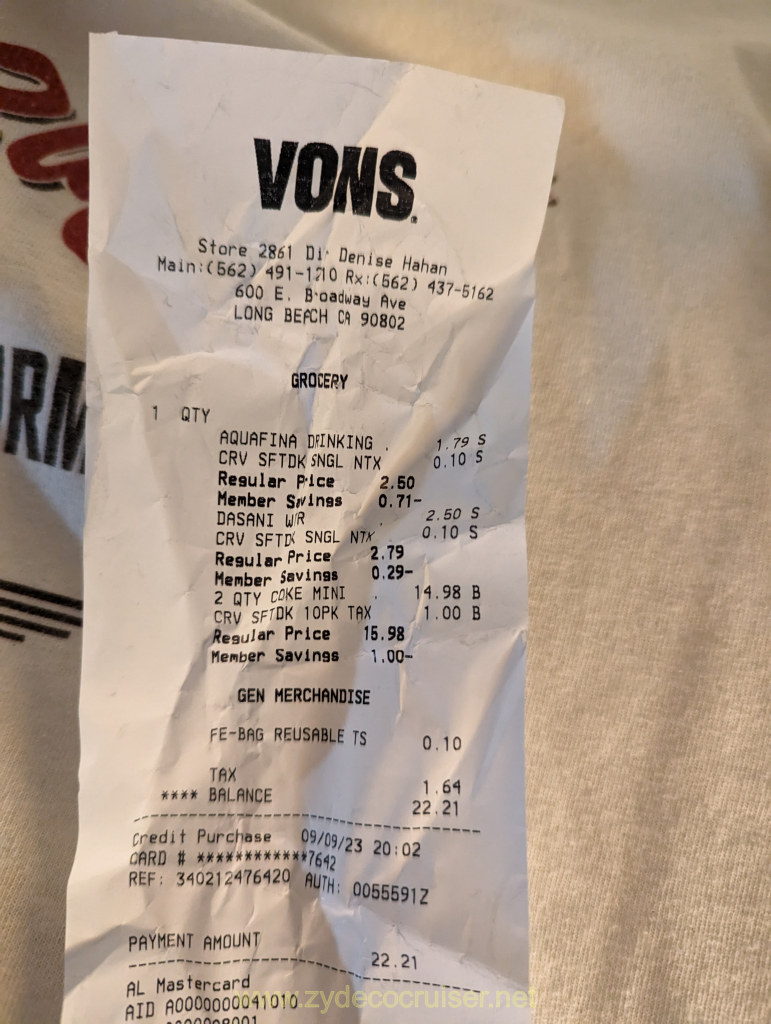 VONS
Store 2861 Dir Denise Hahan
Main:(562) 491-1210 Rx:(562) 437-5162
600 E. Broadway Ave
LONG BEACH CA 90802
GROCERY
1 QTY
AQUAFINA DRINKING . 1.79 S
CRV SFTDK SNGL NTX 0.10 S
Regular Price 2.50
Member Savings 0.71-
DASANI WTR . 2.50 S
CRV SFTDK SNGL NTX 0.10 S
Regular Price 2.79
Member Savings 0.29-
2 QTY COKE MINI . 14.98 B
CRV SFTDK 10PK TAX 1.00 B
Regular Price 15.98
Member Savings 1.00-
GEN MERCHANDISE
FE-BAG REUSABLE TS 0.10
TAX 1.64
**** BALANCE 22.21
Credit Purchase 09/09/23 20:02
CARD # ************7642
REF: 340212476420 AUTH: 0055591Z
PAYMENT AMOUNT 22.21
AL Mastercard
AID A0000000041010
www.zydecocruiser.net